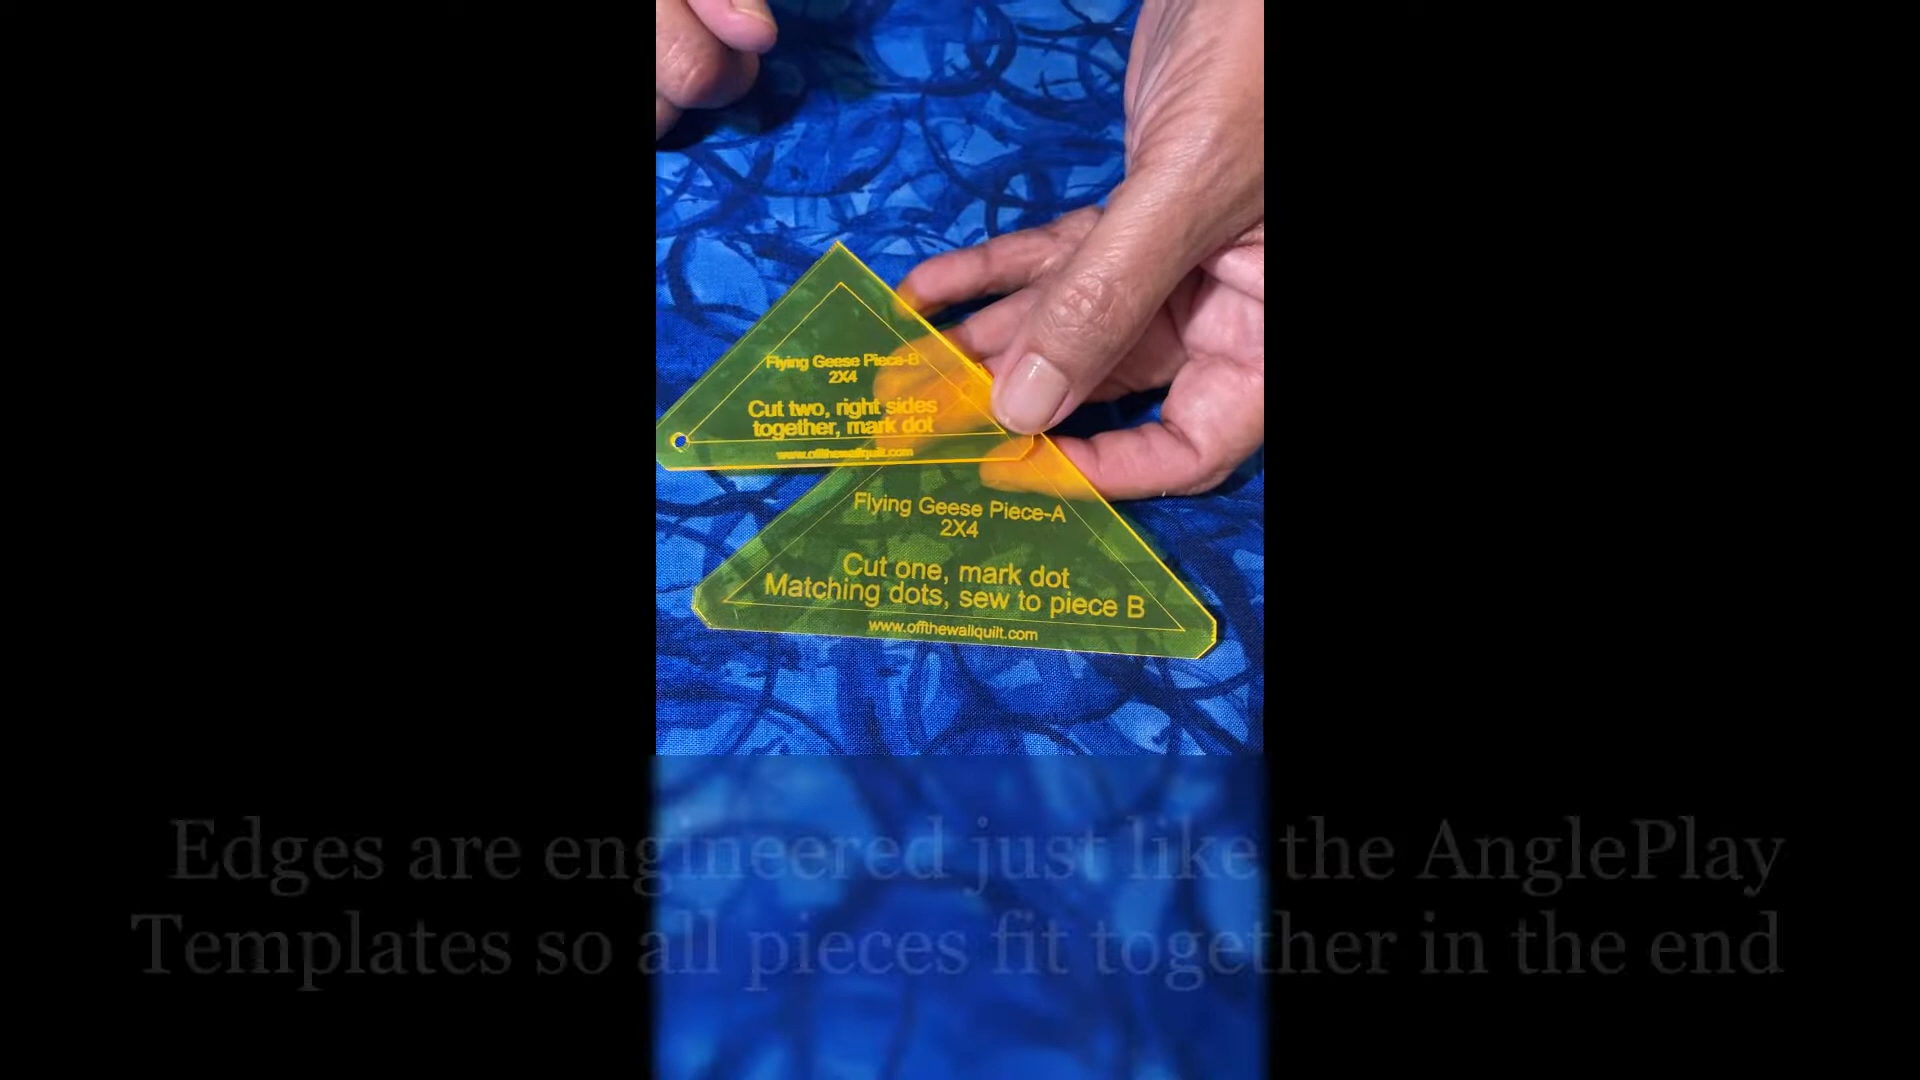 Flying Geese Piece-B
2X4
Cut two, right sides
together, mark dot
www.offthewallquilt.com
Flying Geese Piece-A
2X4
Cut one, mark dot
Matching dots, sew to piece B
www.offthewallquilt.com
Edges are engineered just like the AnglePlay
Templates so all pieces fit together in the end